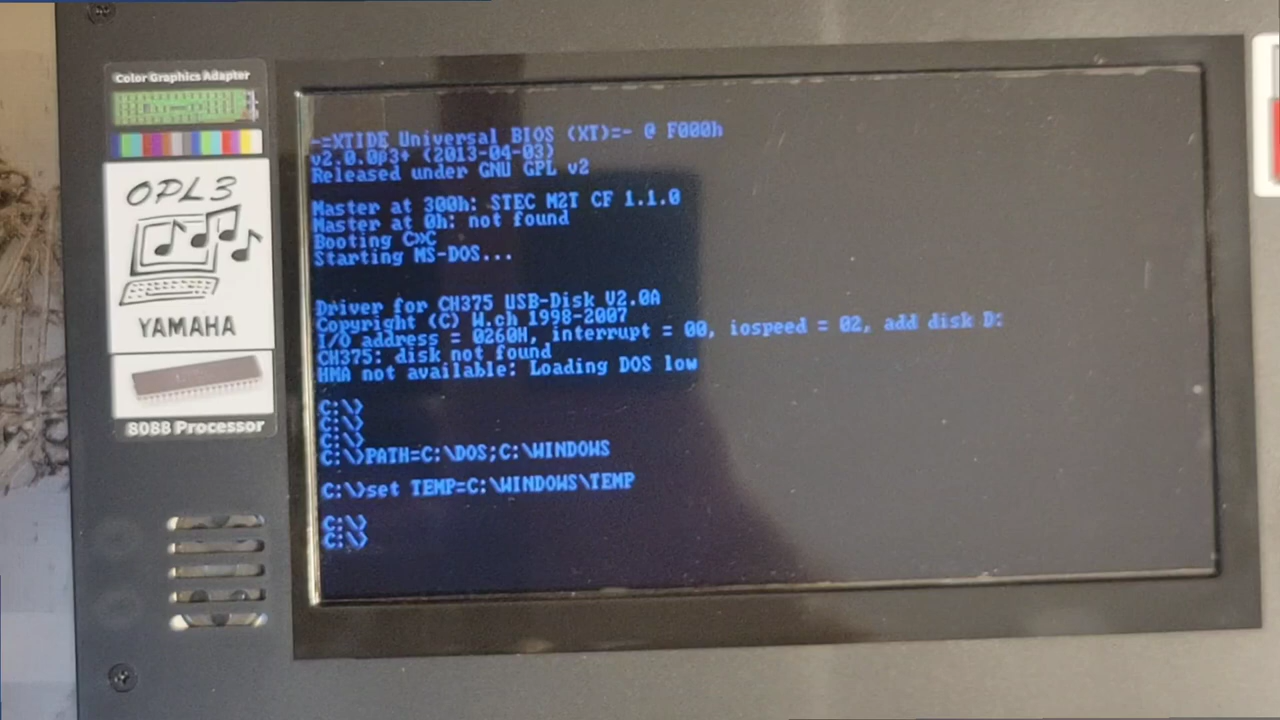 Color Graphics Adapter
OPL3
YAMAHA
8088 Processor
-=XTIDE Universal BIOS (XT)=- @ F000h
v2.0.0β3+ (2013-04-03)
Released under GNU GPL v2
Master at 300h: STEC M2T CF 1.1.0
Master at 0h: not found
Booting C»C
Starting MS-DOS...
Driver for CH375 USB-Disk V2.0A
Copyright (C) W.ch 1998-2007
I/O address = 0260H, interrupt = 00, iospeed = 02, add disk D:
CH375: disk not found
HMA not available: Loading DOS low
C:\>
C:\>
C:\>
C:\>PATH=C:\DOS;C:\WINDOWS
C:\>set TEMP=C:\WINDOWS\TEMP
C:\>
C:\>